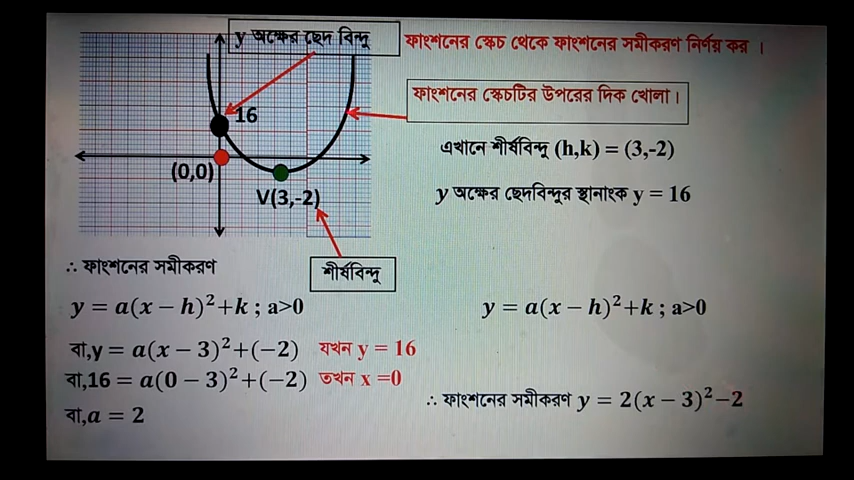 y অক্ষের ছেদ বিন্দু
ফাংশনের স্কেচ থেকে ফাংশনের সমীকরণ নির্ণয় কর ।
16
ফাংশনের স্কেচটির উপরের দিক খোলা ।
(0,0)
V(3,-2)
এখানে শীর্ষবিন্দু (h,k) = (3,-2)
y অক্ষের ছেদবিন্দুর স্থানাংক y = 16
শীর্ষবিন্দু
∴ ফাংশনের সমীকরণ
y = a(x − h)²+k ; a>0
বা,y = a(x − 3)²+(−2) যখন y = 16
বা,16 = a(0 − 3)²+(−2) তখন x =0
বা,a = 2
y = a(x − h)²+k ; a>0
∴ ফাংশনের সমীকরণ y = 2(x − 3)²−2